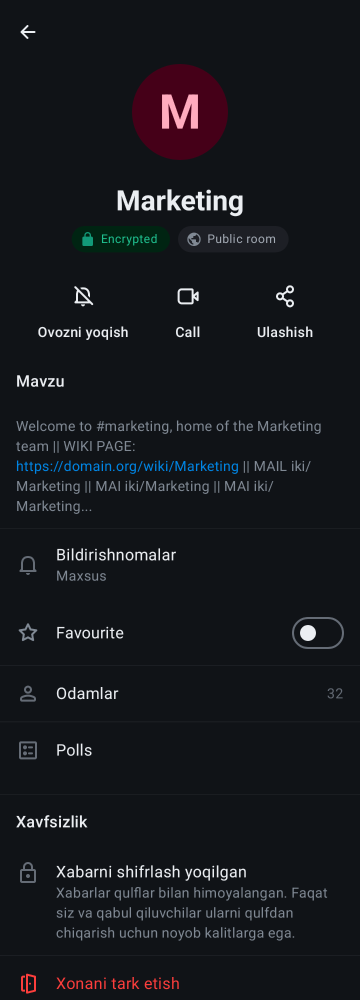 M
Marketing
Encrypted
Public room
Ovozni yoqish
Call
Ulashish
Mavzu
Welcome to #marketing, home of the Marketing
team || WIKI PAGE:
https://domain.org/wiki/Marketing || MAIL iki/
Marketing || MAI iki/Marketing || MAI iki/
Marketing...
Bildirishnomalar
Maxsus
Favourite
Odamlar
32
Polls
Xavfsizlik
Xabarni shifrlash yoqilgan
Xabarlar qulflar bilan himoyalangan. Faqat
siz va qabul qiluvchilar ularni qulfdan
chiqarish uchun noyob kalitlarga ega.
Xonani tark etish